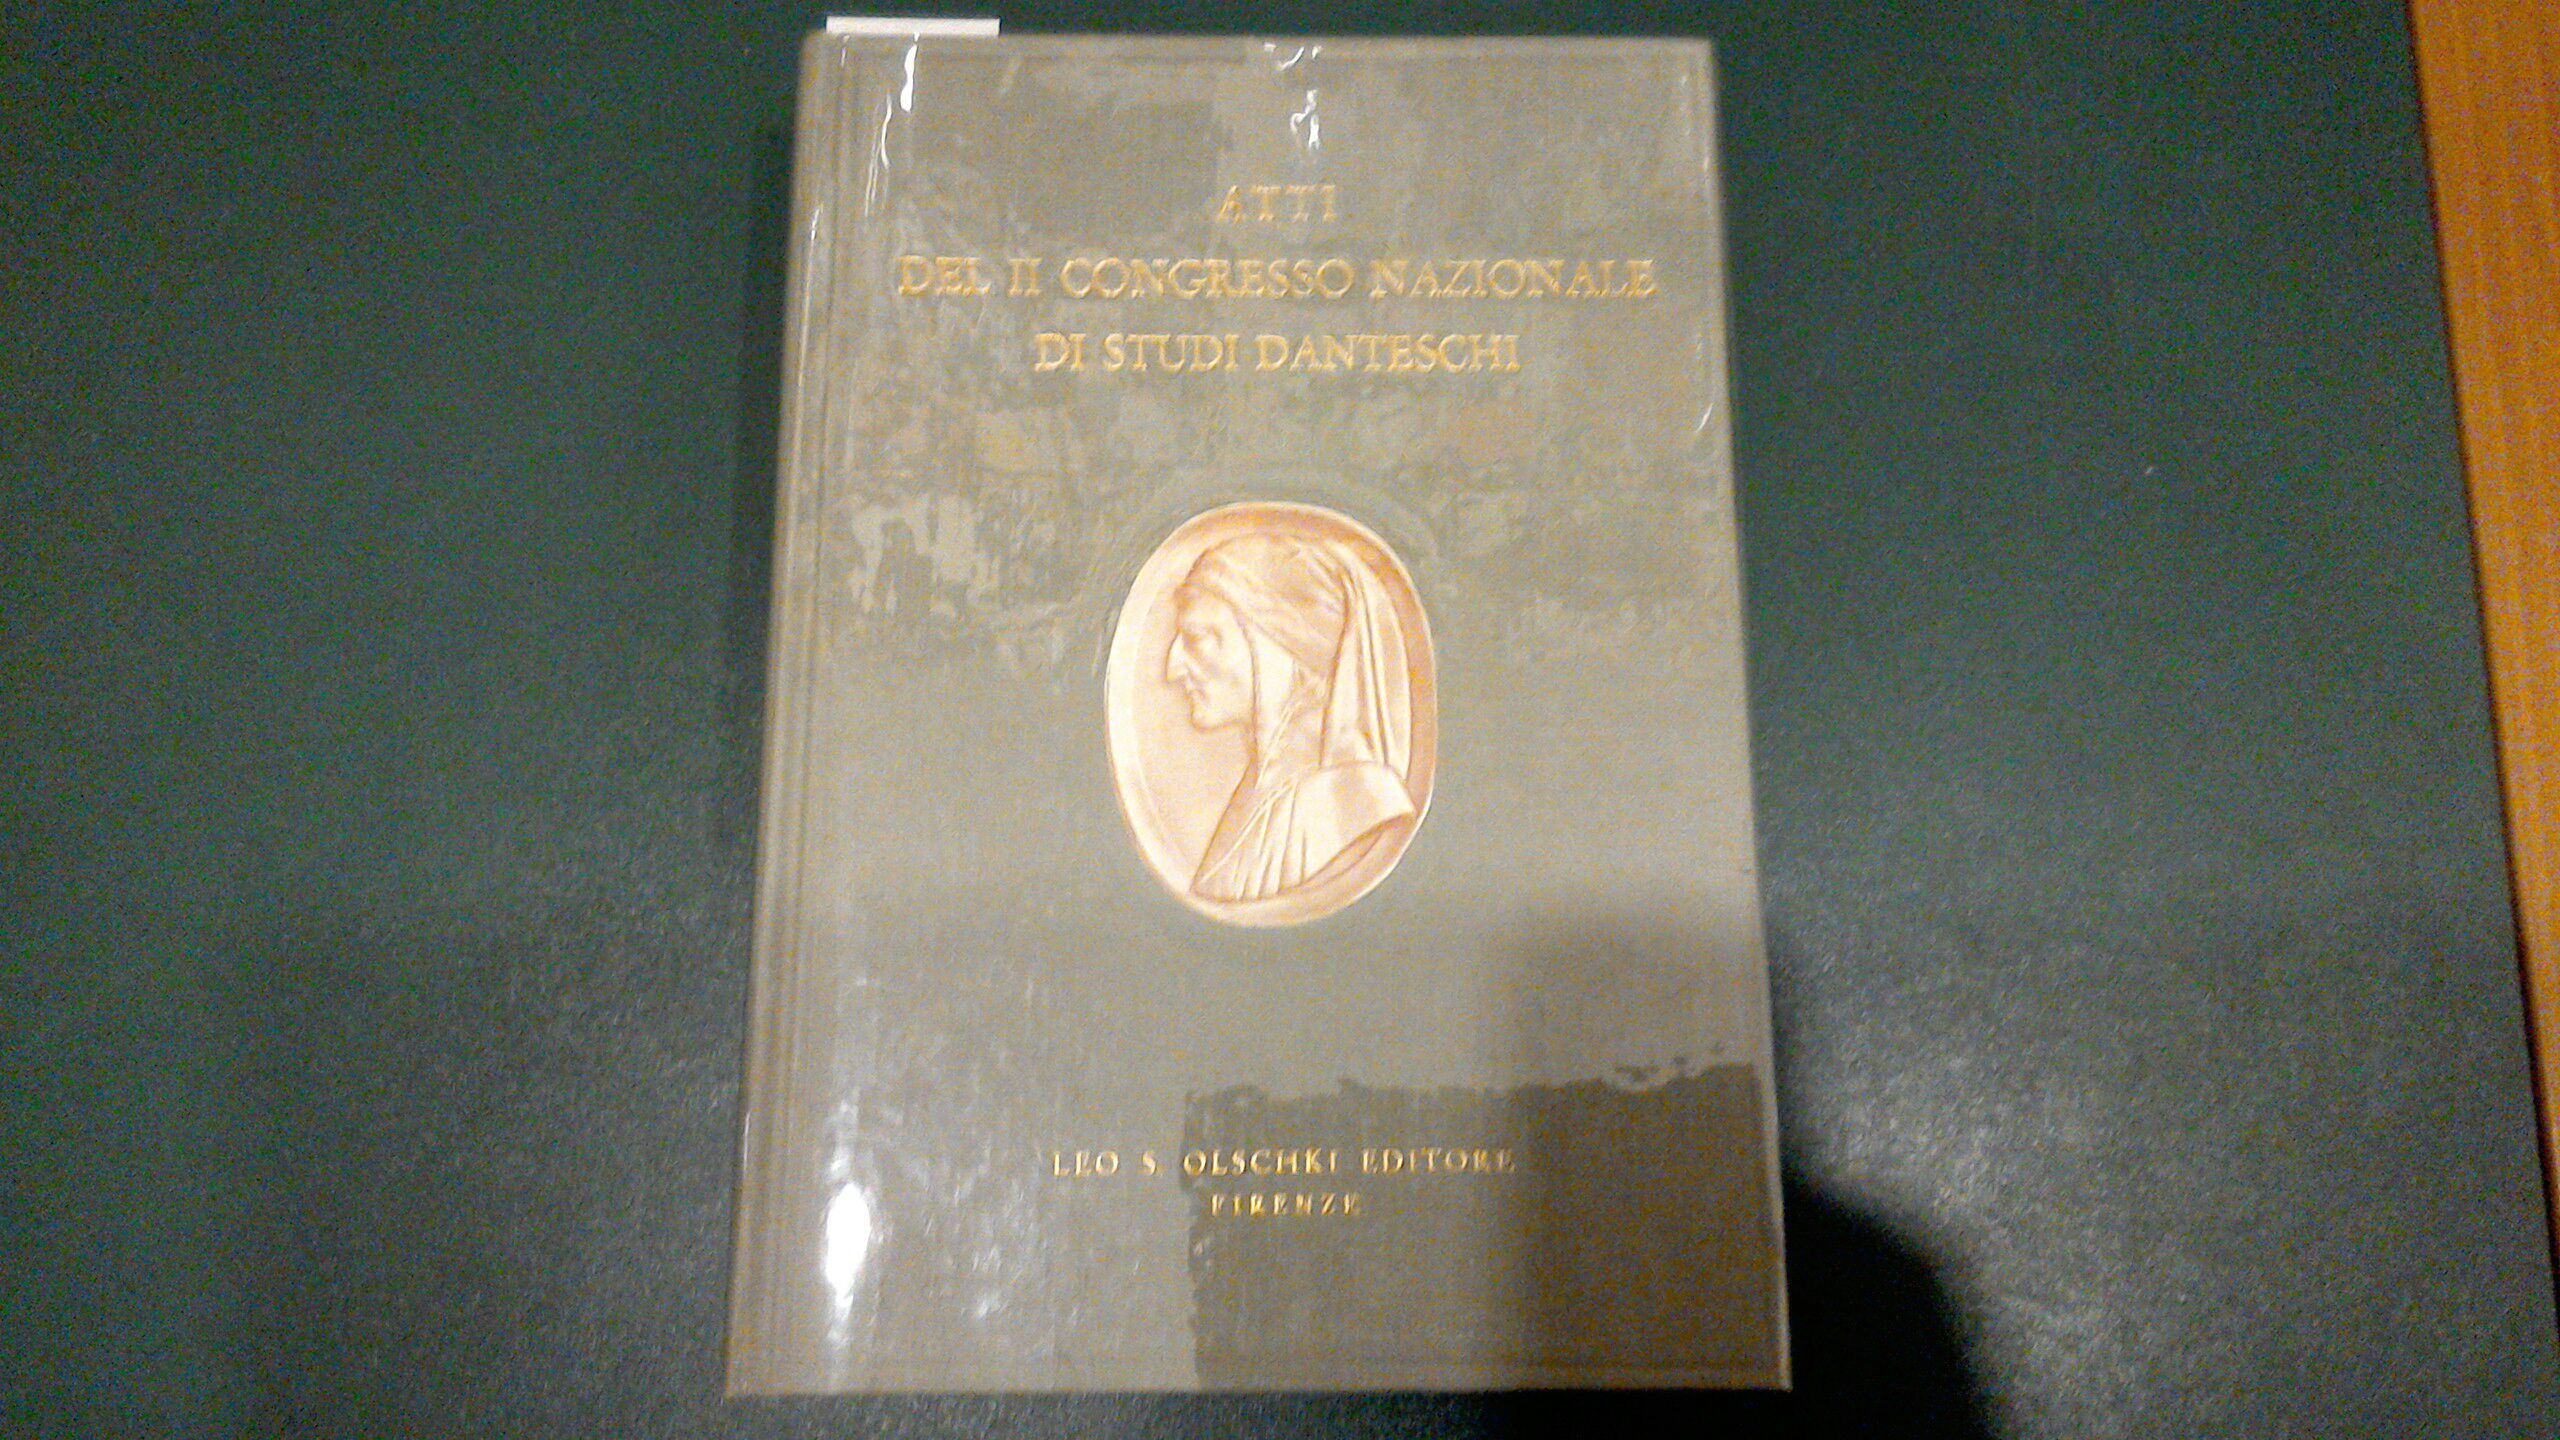 ATTI
DEL II CONGRESSO NAZIONALE
DI STUDI DANTESCHI
LEO S. OLSCHKI EDITORE
FIRENZE